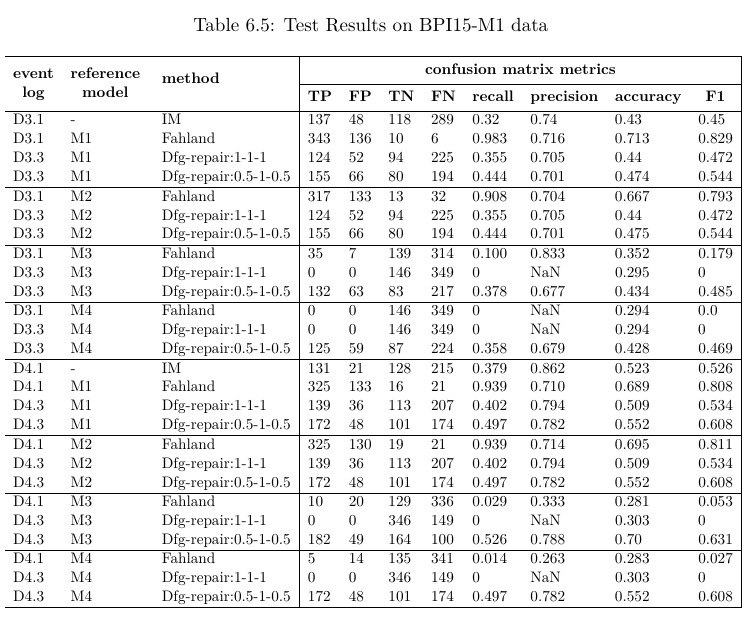 Table 6.5: Test Results on BPI15-M1 data
event log reference model method confusion matrix metrics
TP FP TN FN recall precision accuracy F1
D3.1 - IM 137 48 118 289 0.32 0.74 0.43 0.45
D3.1 M1 Fahland 343 136 10 6 0.983 0.716 0.713 0.829
D3.3 M1 Dfg-repair:1-1-1 124 52 94 225 0.355 0.705 0.44 0.472
D3.3 M1 Dfg-repair:0.5-1-0.5 155 66 80 194 0.444 0.701 0.474 0.544
D3.1 M2 Fahland 317 133 13 32 0.908 0.704 0.667 0.793
D3.3 M2 Dfg-repair:1-1-1 124 52 94 225 0.355 0.705 0.44 0.472
D3.3 M2 Dfg-repair:0.5-1-0.5 155 66 80 194 0.444 0.701 0.475 0.544
D3.1 M3 Fahland 35 7 139 314 0.100 0.833 0.352 0.179
D3.3 M3 Dfg-repair:1-1-1 0 0 146 349 0 NaN 0.295 0
D3.3 M3 Dfg-repair:0.5-1-0.5 132 63 83 217 0.378 0.677 0.434 0.485
D3.1 M4 Fahland 0 0 146 349 0 NaN 0.294 0.0
D3.3 M4 Dfg-repair:1-1-1 0 0 146 349 0 NaN 0.294 0
D3.3 M4 Dfg-repair:0.5-1-0.5 125 59 87 224 0.358 0.679 0.428 0.469
D4.1 - IM 131 21 128 215 0.379 0.862 0.523 0.526
D4.1 M1 Fahland 325 133 16 21 0.939 0.710 0.689 0.808
D4.3 M1 Dfg-repair:1-1-1 139 36 113 207 0.402 0.794 0.509 0.534
D4.3 M1 Dfg-repair:0.5-1-0.5 172 48 101 174 0.497 0.782 0.552 0.608
D4.1 M2 Fahland 325 130 19 21 0.939 0.714 0.695 0.811
D4.3 M2 Dfg-repair:1-1-1 139 36 113 207 0.402 0.794 0.509 0.534
D4.3 M2 Dfg-repair:0.5-1-0.5 172 48 101 174 0.497 0.782 0.552 0.608
D4.1 M3 Fahland 10 20 129 336 0.029 0.333 0.281 0.053
D4.3 M3 Dfg-repair:1-1-1 0 0 346 149 0 NaN 0.303 0
D4.3 M3 Dfg-repair:0.5-1-0.5 182 49 164 100 0.526 0.788 0.70 0.631
D4.1 M4 Fahland 5 14 135 341 0.014 0.263 0.283 0.027
D4.3 M4 Dfg-repair:1-1-1 0 0 346 149 0 NaN 0.303 0
D4.3 M4 Dfg-repair:0.5-1-0.5 172 48 101 174 0.497 0.782 0.552 0.608